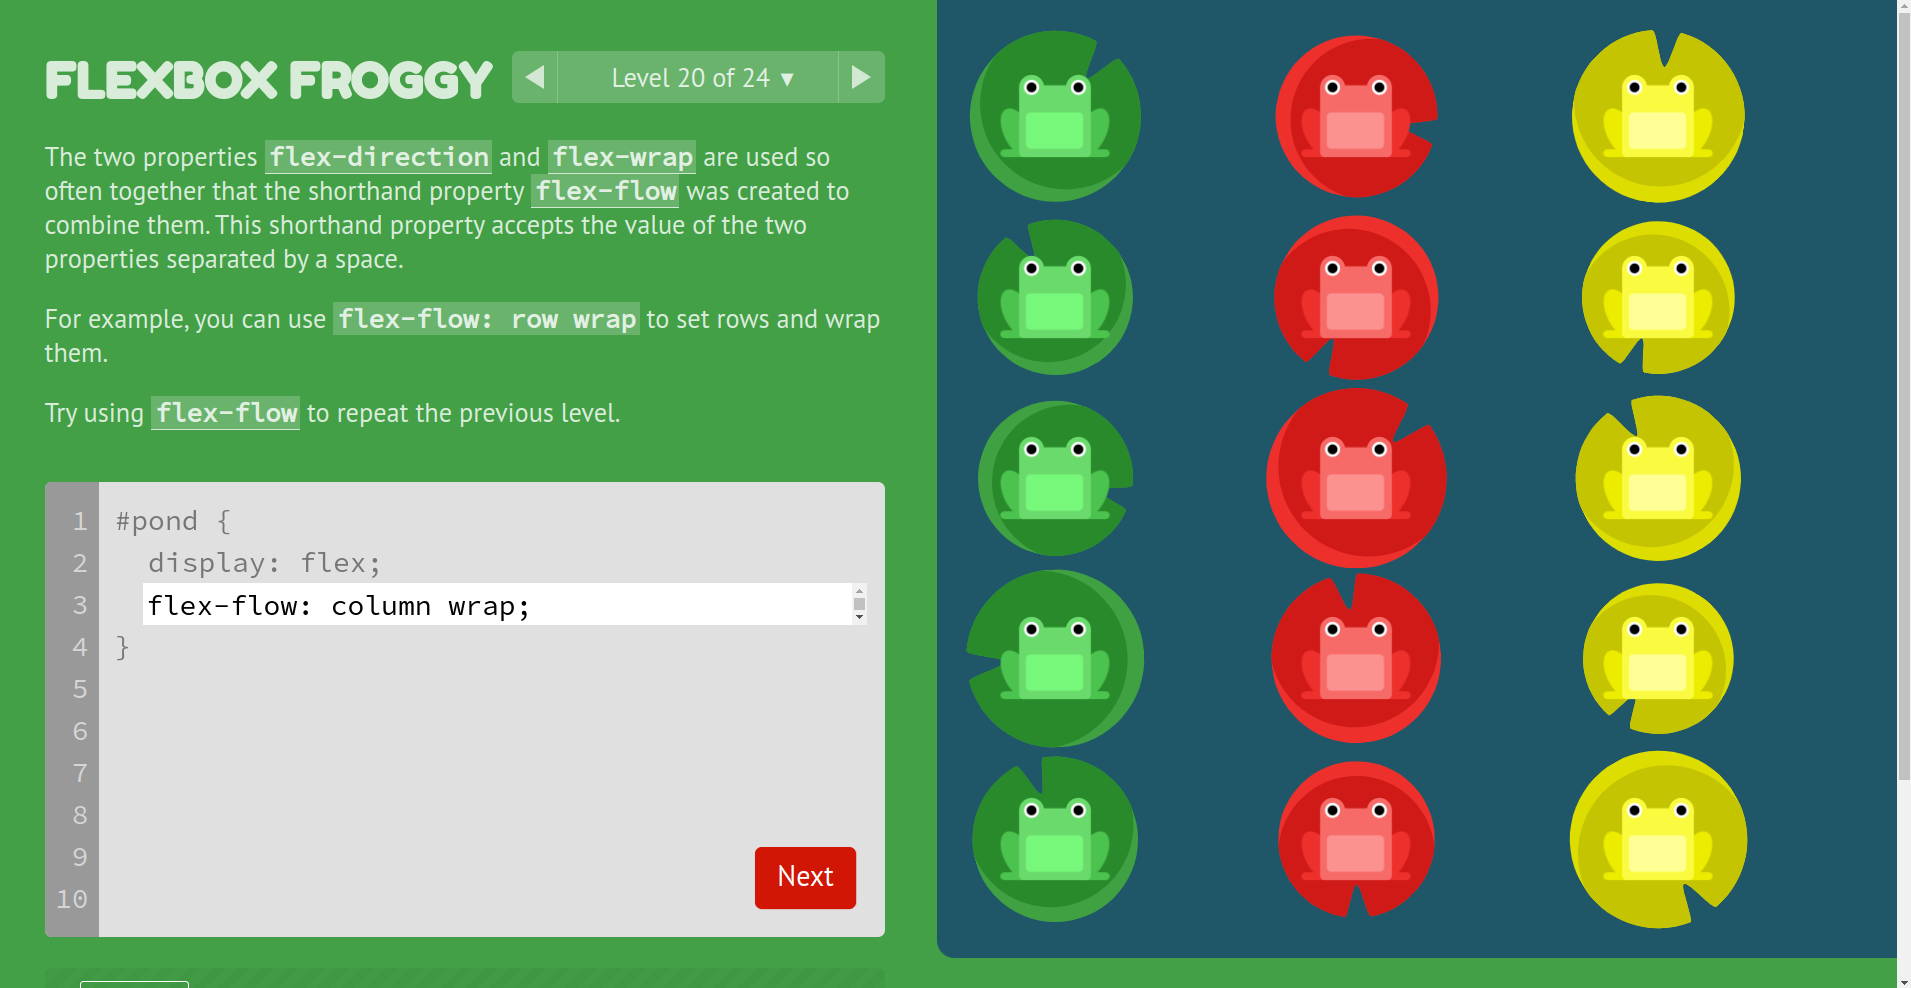 FLEXBOX FROGGY
Level 20 of 24 ▼
The two properties flex-direction and flex-wrap are used so
often together that the shorthand property flex-flow was created to
combine them. This shorthand property accepts the value of the two
properties separated by a space.
For example, you can use flex-flow: row wrap to set rows and wrap
them.
Try using flex-flow to repeat the previous level.
1 #pond {
2 display: flex;
3 flex-flow: column wrap;
4 }
5
6
7
8
9
10
Next